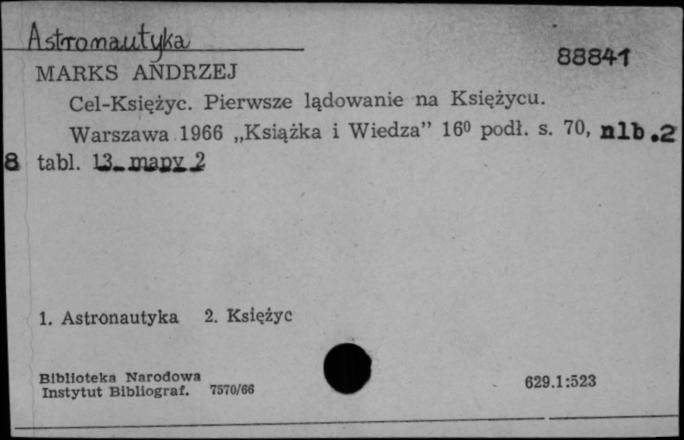 Astronautyka
88841
MARKS ANDRZEJ
Cel-Księżyc. Pierwsze lądowanie na Księżycu.
Warszawa 1966 „Książka i Wiedza” 16⁰ podł. s. 70, nlb.2
8 tabl. 13 mapy 2
1. Astronautyka 2. Księżyc
Biblioteka Narodowa
Instytut Bibliograf. 7570/66
629.1:523